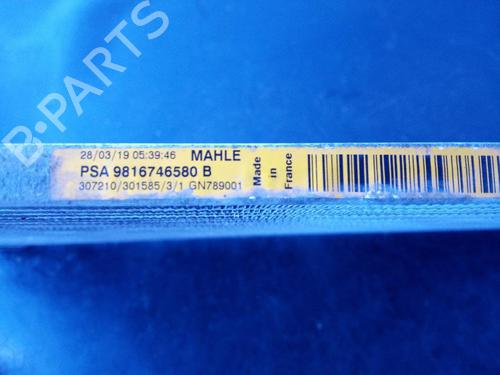 B-PARTS
28/03/19 05:39:46 MAHLE
PSA 9816746580 B
307210/301585/3/1 GN789001
Made
in
France